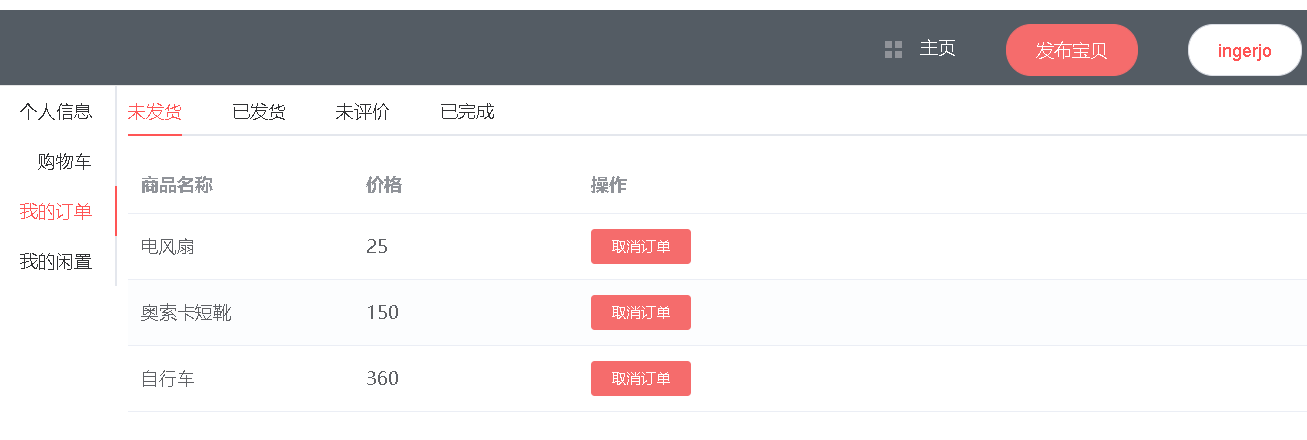 主页 发布宝贝 ingerjo
个人信息 未发货 已发货 未评价 已完成
购物车
商品名称 价格 操作
我的订单
电风扇 25 取消订单
我的闲置
奥索卡短靴 150 取消订单
自行车 360 取消订单